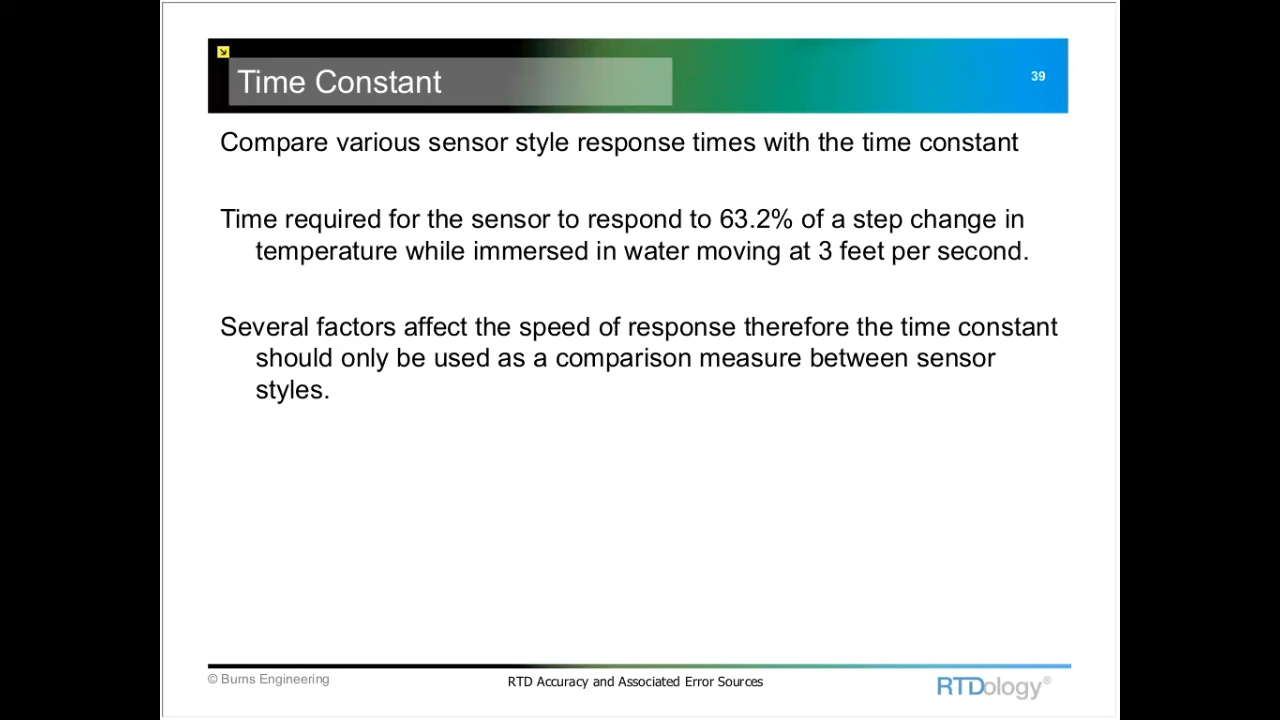 Time Constant
39
Compare various sensor style response times with the time constant
Time required for the sensor to respond to 63.2% of a step change in
temperature while immersed in water moving at 3 feet per second.
Several factors affect the speed of response therefore the time constant
should only be used as a comparison measure between sensor
styles.
© Burns Engineering
RTD Accuracy and Associated Error Sources
RTDology®